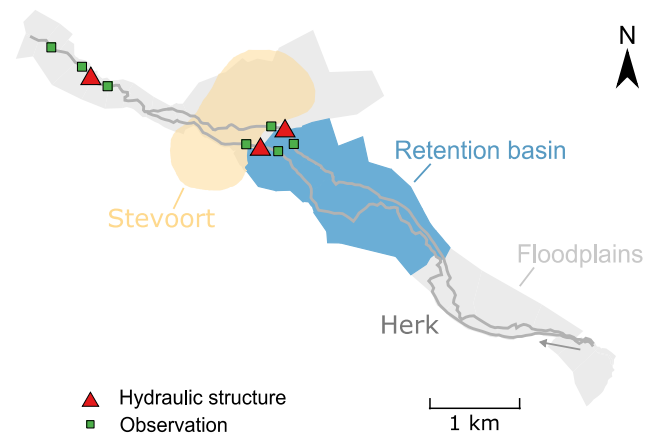 N
Retention basin
Stevoort
Floodplains
Herk
Hydraulic structure
Observation
1 km